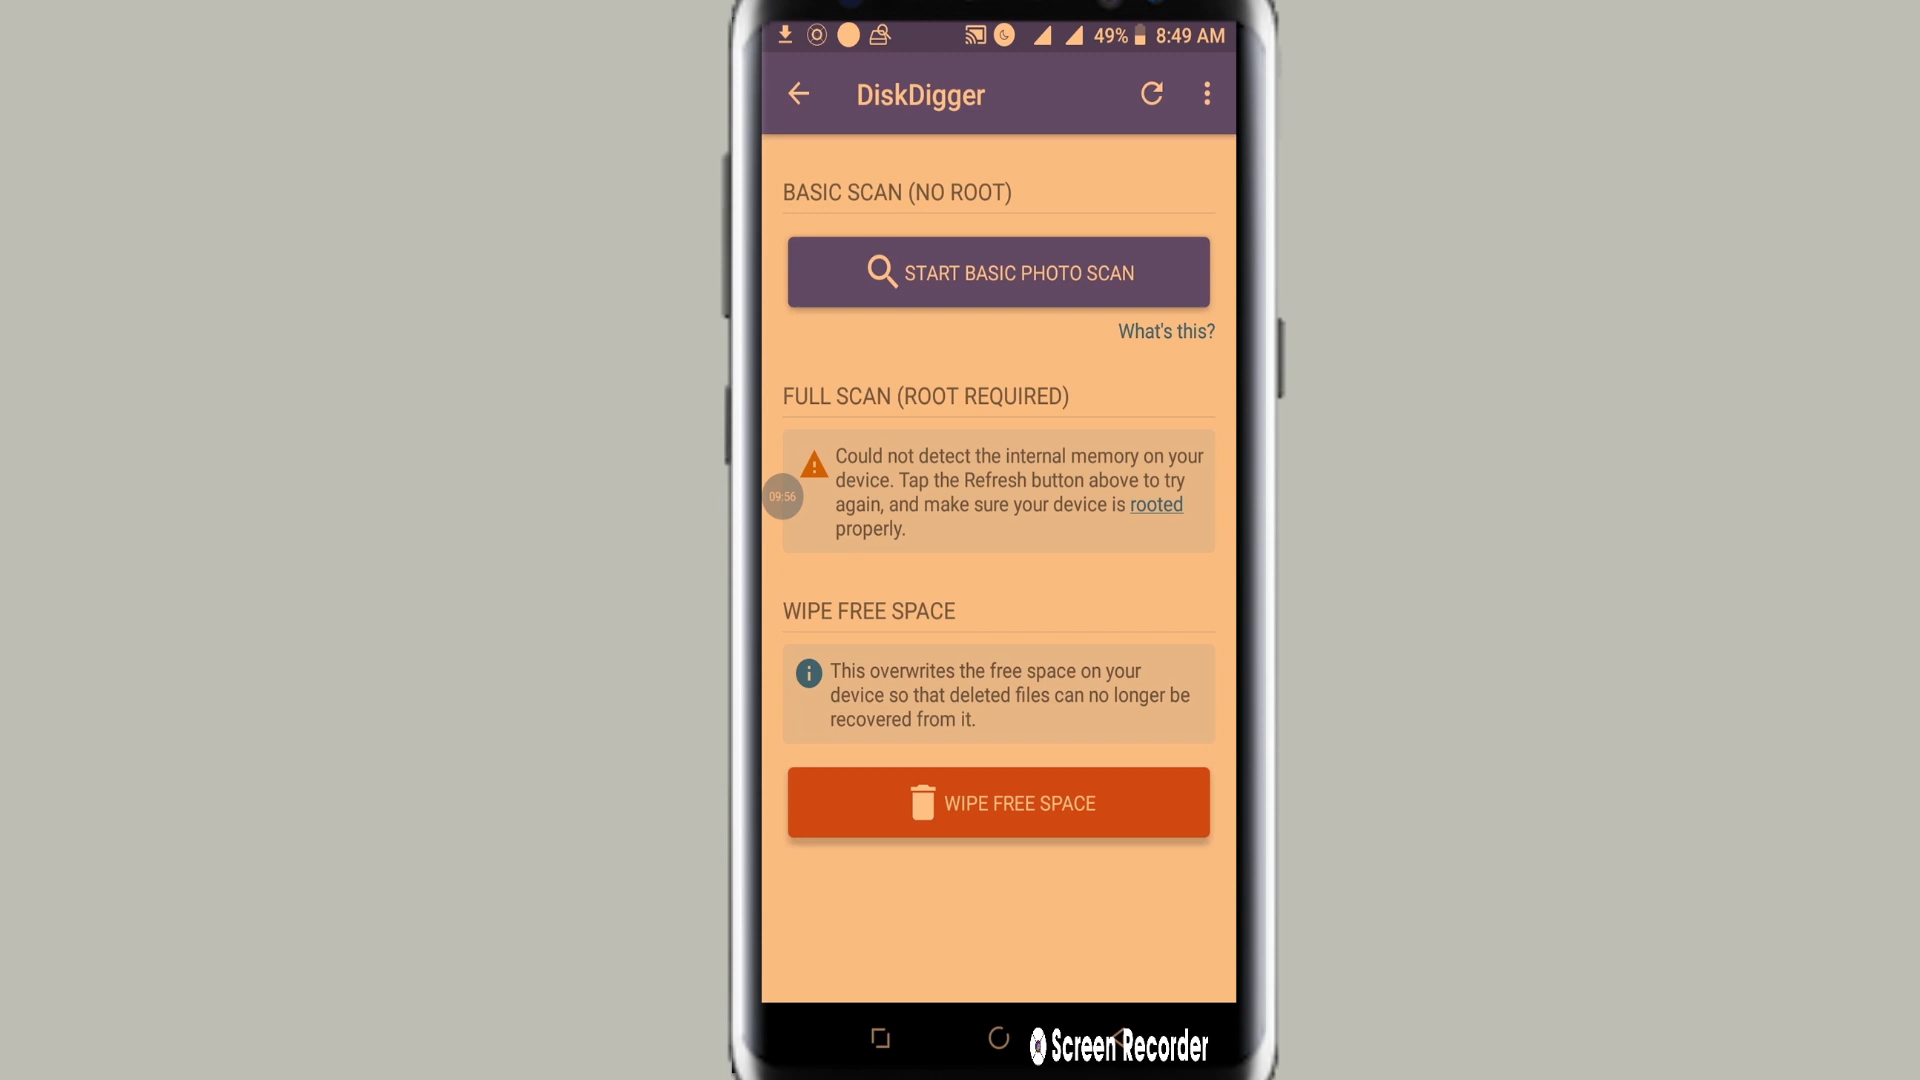 49% 8:49 AM
DiskDigger
BASIC SCAN (NO ROOT)
START BASIC PHOTO SCAN
What's this?
FULL SCAN (ROOT REQUIRED)
Could not detect the internal memory on your
device. Tap the Refresh button above to try
again, and make sure your device is rooted
properly.
09:56
WIPE FREE SPACE
This overwrites the free space on your
device so that deleted files can no longer be
recovered from it.
WIPE FREE SPACE
Screen Recorder